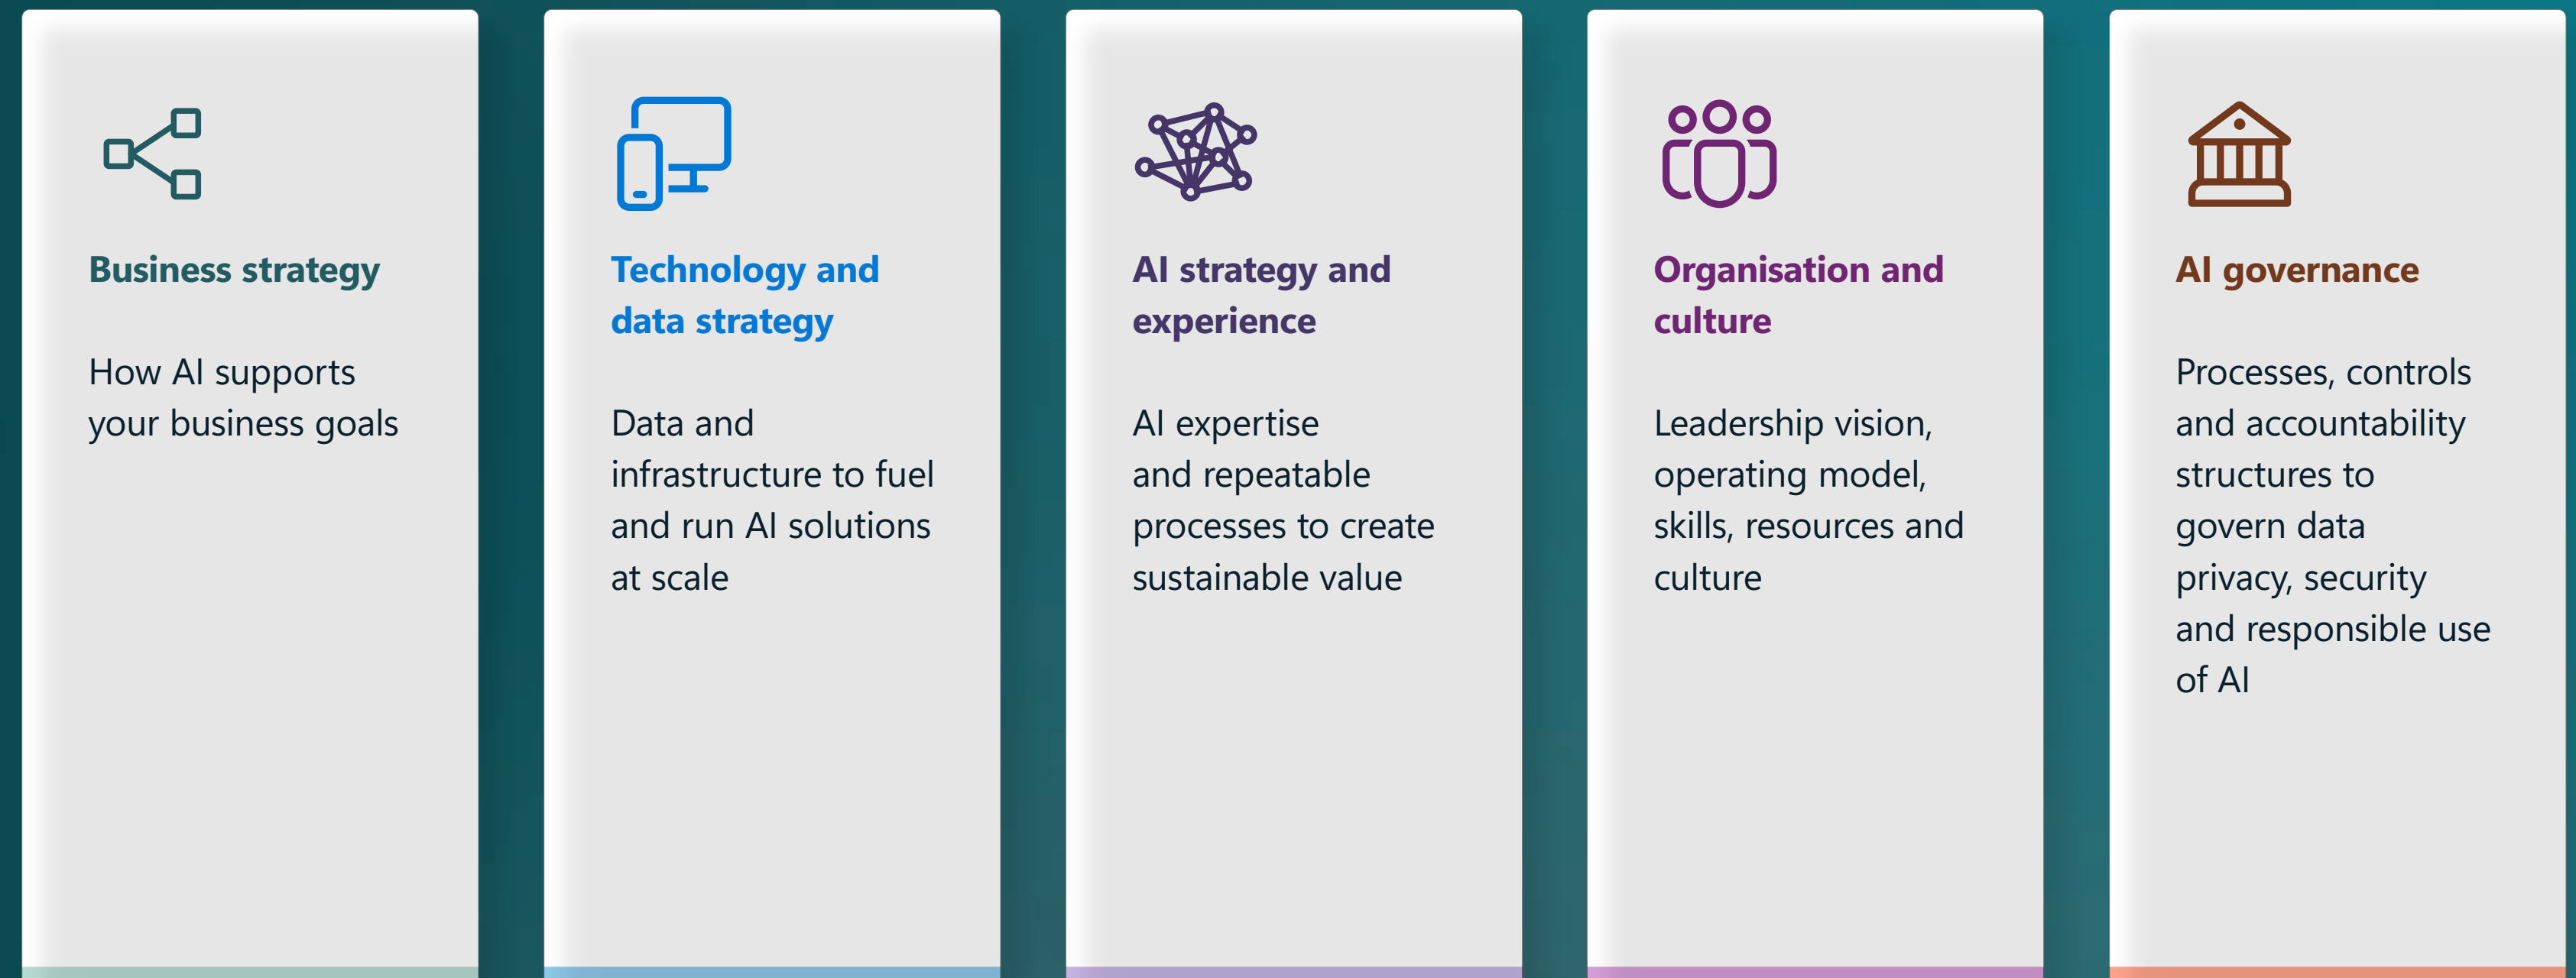 Business strategy
How AI supports
your business goals
Technology and
data strategy
Data and
infrastructure to fuel
and run AI solutions
at scale
AI strategy and
experience
AI expertise
and repeatable
processes to create
sustainable value
Organisation and
culture
Leadership vision,
operating model,
skills, resources and
culture
AI governance
Processes, controls
and accountability
structures to
govern data
privacy, security
and responsible use
of AI